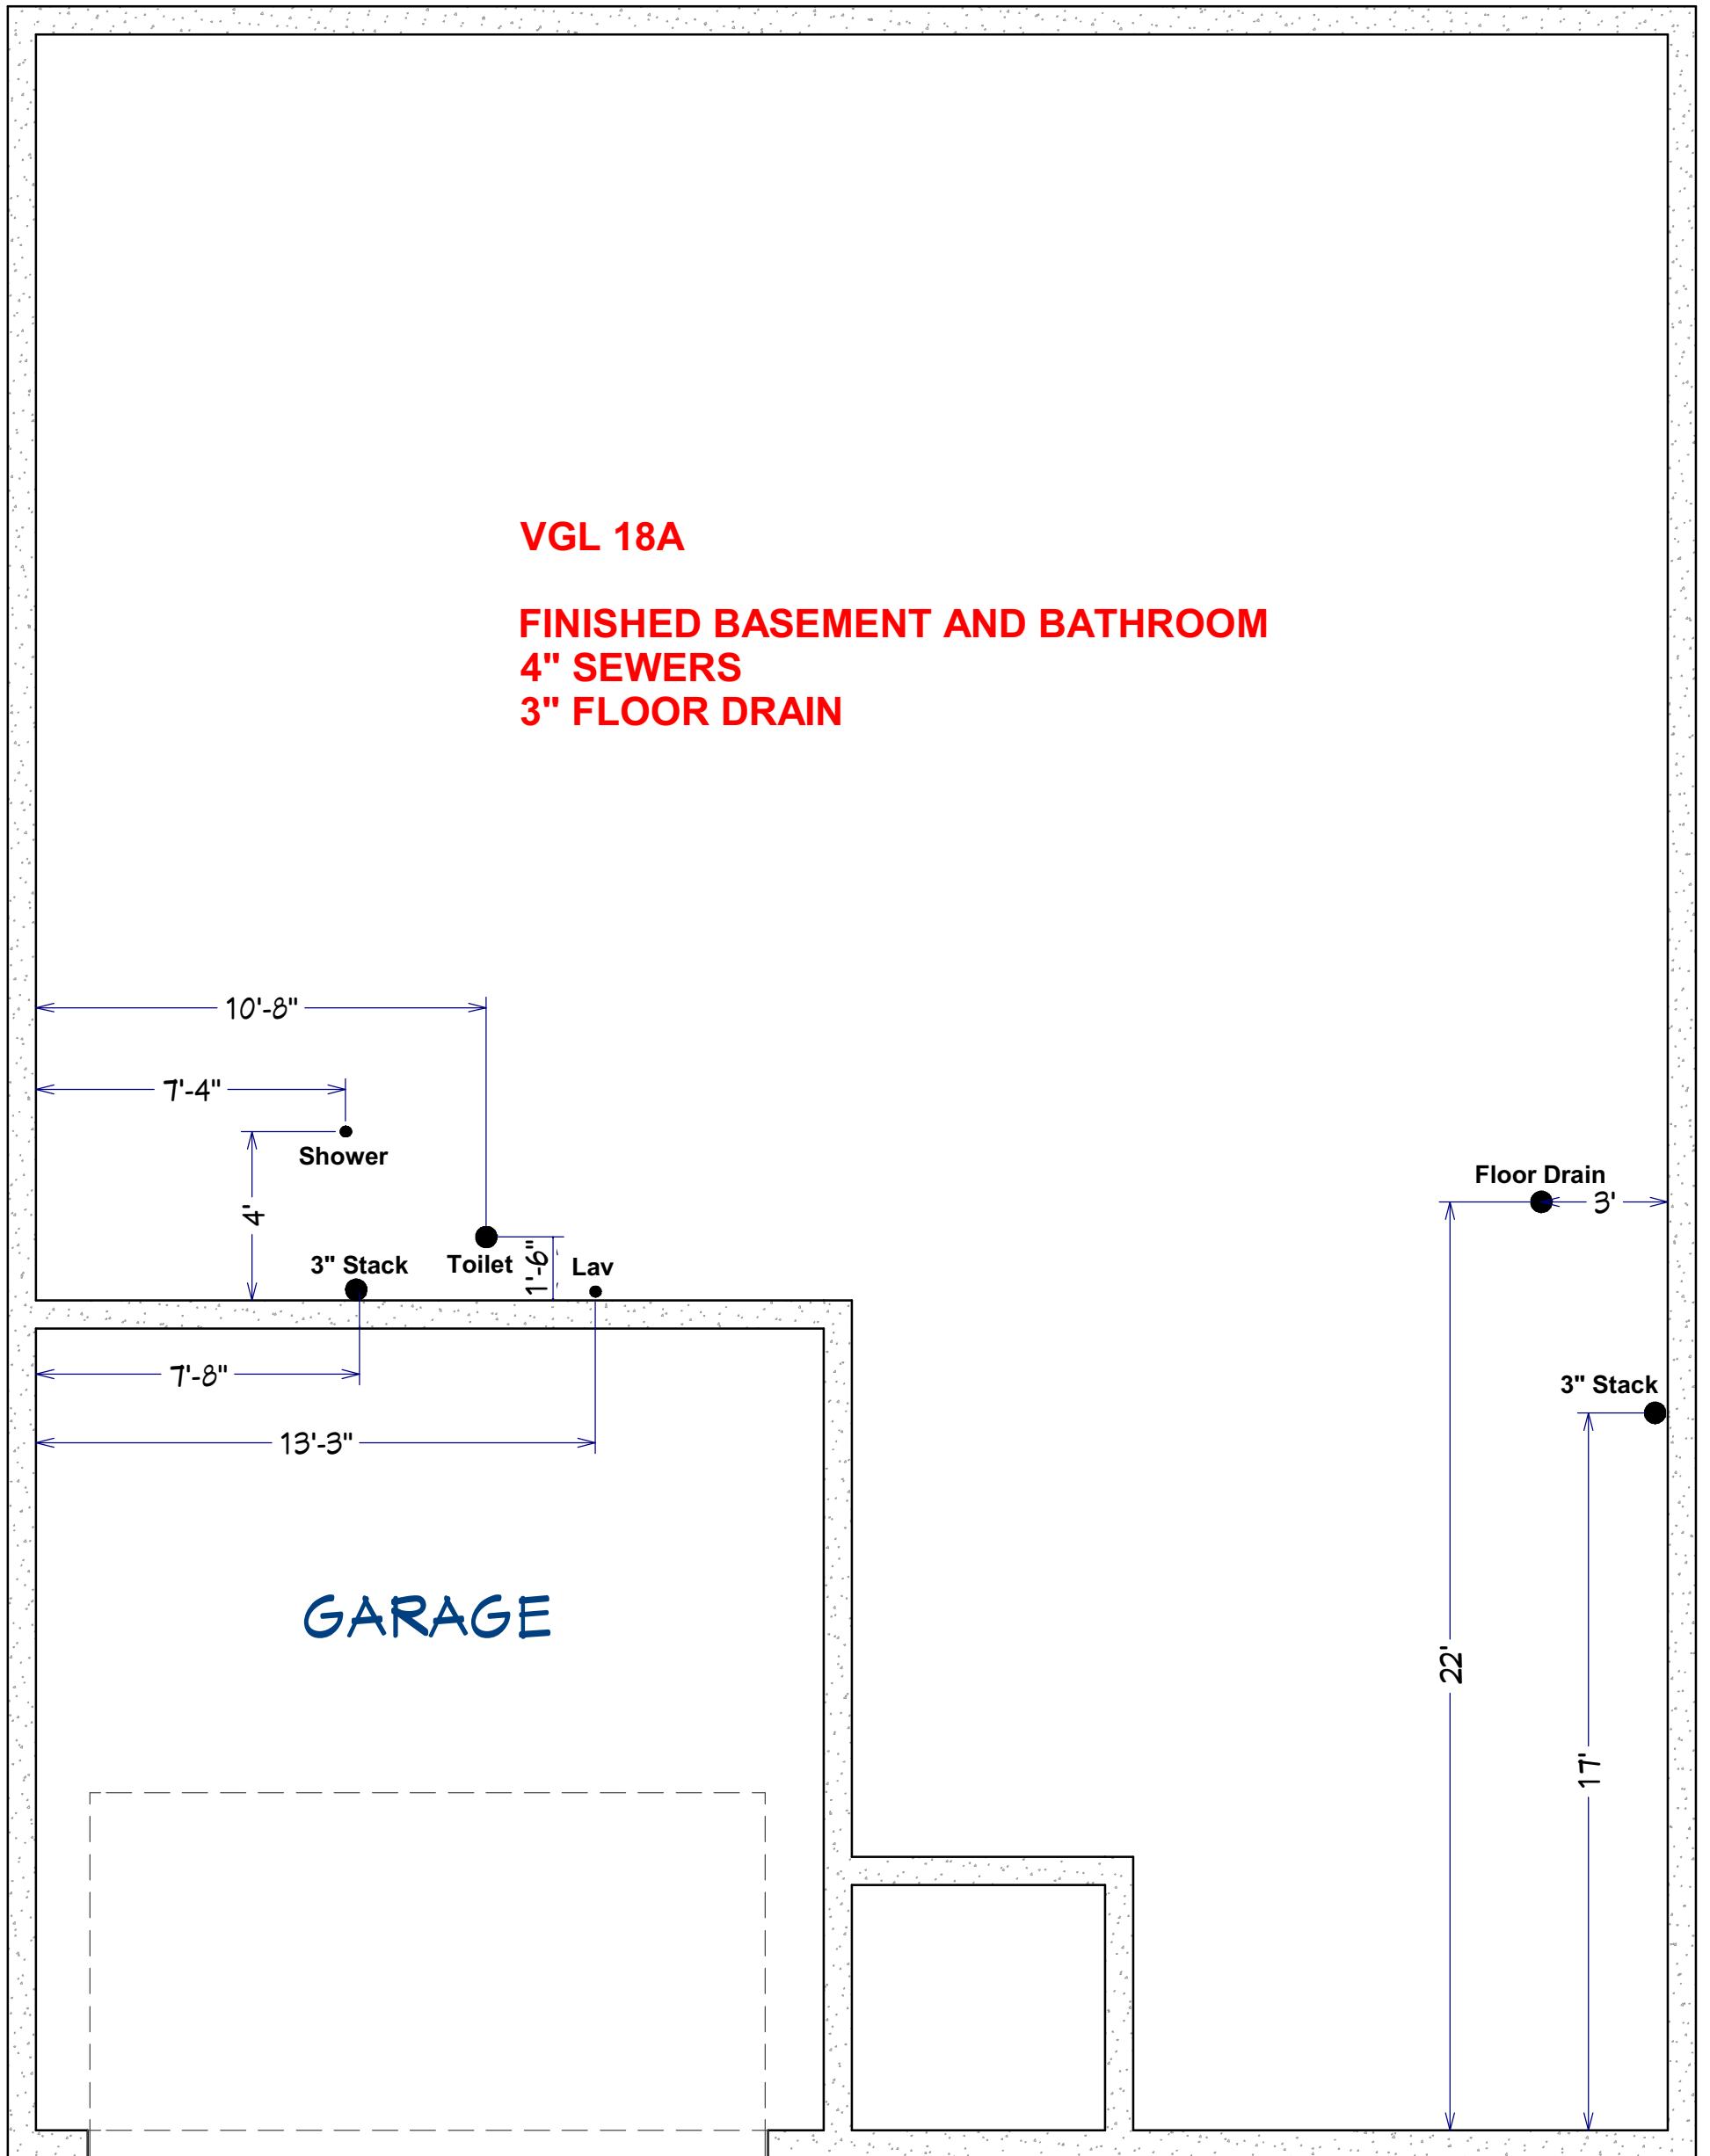 VGL 18A
FINISHED BASEMENT AND BATHROOM
4" SEWERS
3" FLOOR DRAIN
10'-8"
7'-4"
Shower
4'
Floor Drain
3'
3" Stack
Toilet
1'-6"
Lav
7'-8"
3" Stack
13'-3"
GARAGE
22'
17'